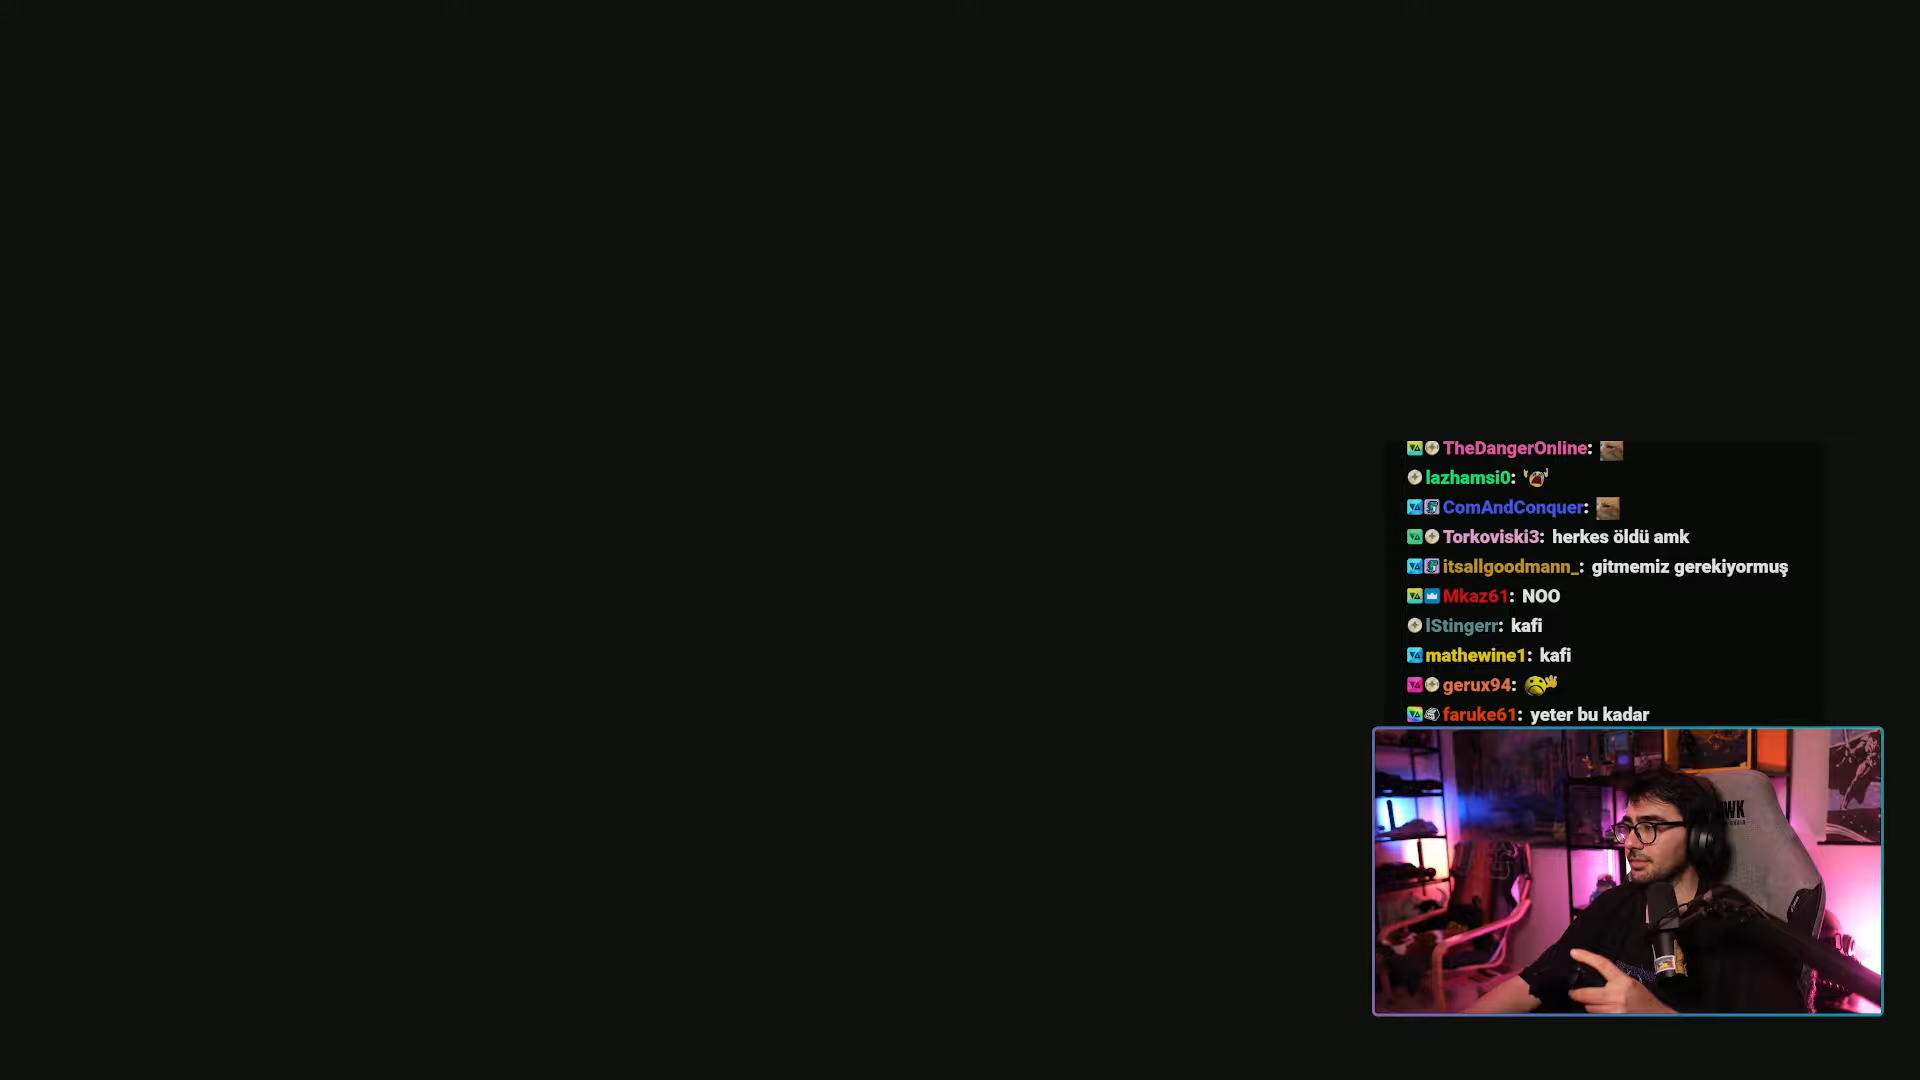 TheDangerOnline:
lazhamsi0:
ComAndConquer:
Torkoviski3: herkes öldü amk
itsallgoodmann_: gitmemiz gerekiyormuş
Mkaz61: NOO
lStingerr: kafi
mathewine1: kafi
gerux94:
faruke61: yeter bu kadar
WK